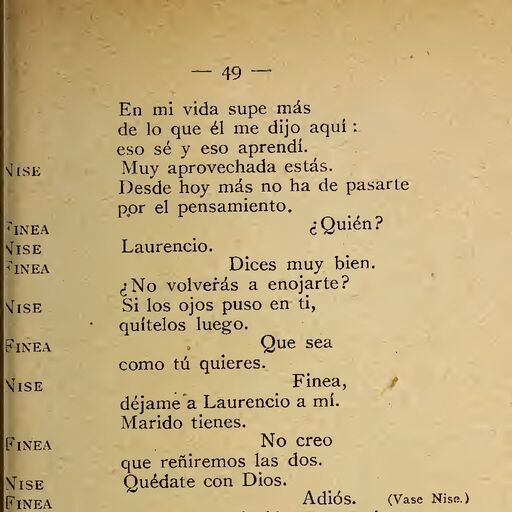 — 49 —
En mi vida supe más
de lo que él me dijo aquí:
eso sé y eso aprendí.
NISE Muy aprovechada estás.
Desde hoy más no ha de pasarte
por el pensamiento.
FINEA ¿Quién?
NISE Laurencio.
FINEA Dices muy bien.
¿No volverás a enojarte?
NISE Si los ojos puso en ti,
quítelos luego.
FINEA Que sea
como tú quieres.
NISE Finea,
déjame a Laurencio a mí.
Marido tienes.
FINEA No creo
que reñiremos las dos.
NISE Quédate con Dios.
FINEA Adiós. (Vase Nise.)